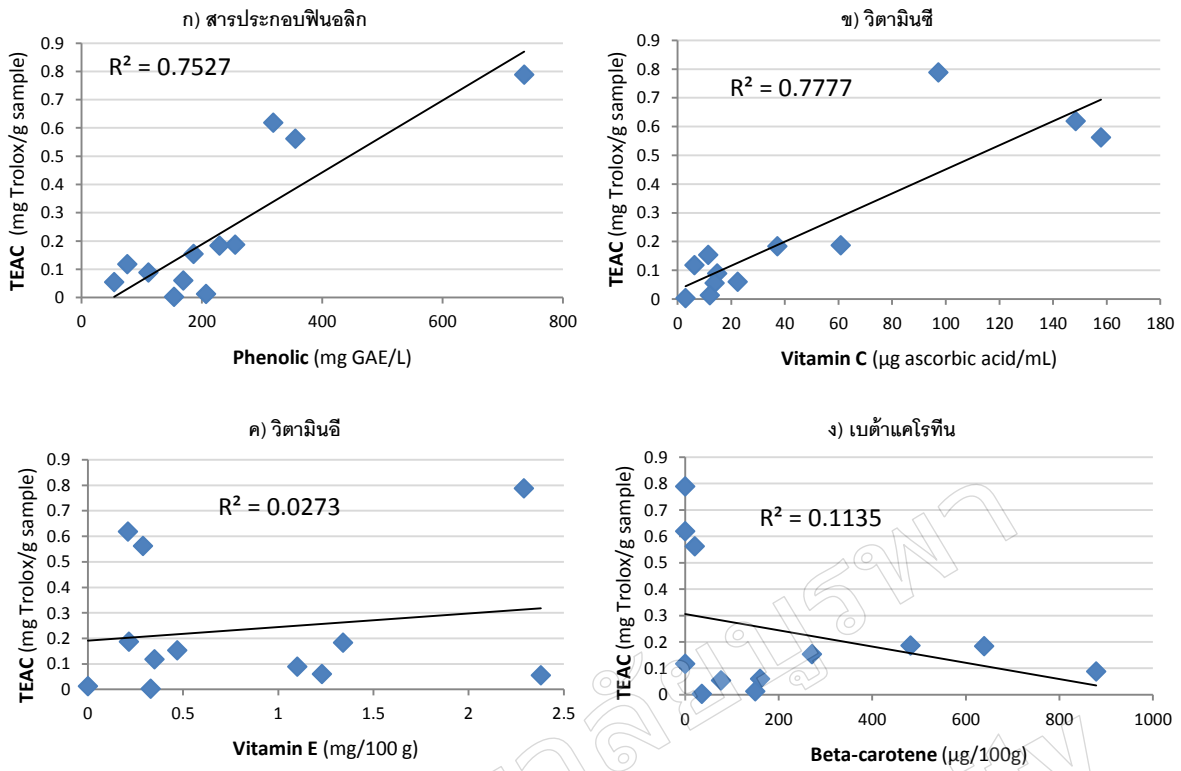 ก) สารประกอบฟีนอลิก
0.9
0.8
0.7
0.6
0.5
0.4
0.3
0.2
0.1
0
R² = 0.7527
TEAC (mg Trolox/g sample)
0 200 400 600 800
Phenolic (mg GAE/L)
ข) วิตามินซี
0.9
0.8
0.7
0.6
0.5
0.4
0.3
0.2
0.1
0
R² = 0.7777
TEAC (mg Trolox/g sample)
0 20 40 60 80 100 120 140 160 180
Vitamin C (µg ascorbic acid/mL)
ค) วิตามินอี
0.9
0.8
0.7
0.6
0.5
0.4
0.3
0.2
0.1
0
R² = 0.0273
TEAC (mg Trolox/g sample)
0 0.5 1 1.5 2 2.5
Vitamin E (mg/100 g)
ง) เบต้าแคโรทีน
0.9
0.8
0.7
0.6
0.5
0.4
0.3
0.2
0.1
0
R² = 0.1135
TEAC (mg Trolox/g sample)
0 200 400 600 800 1000
Beta-carotene (µg/100g)